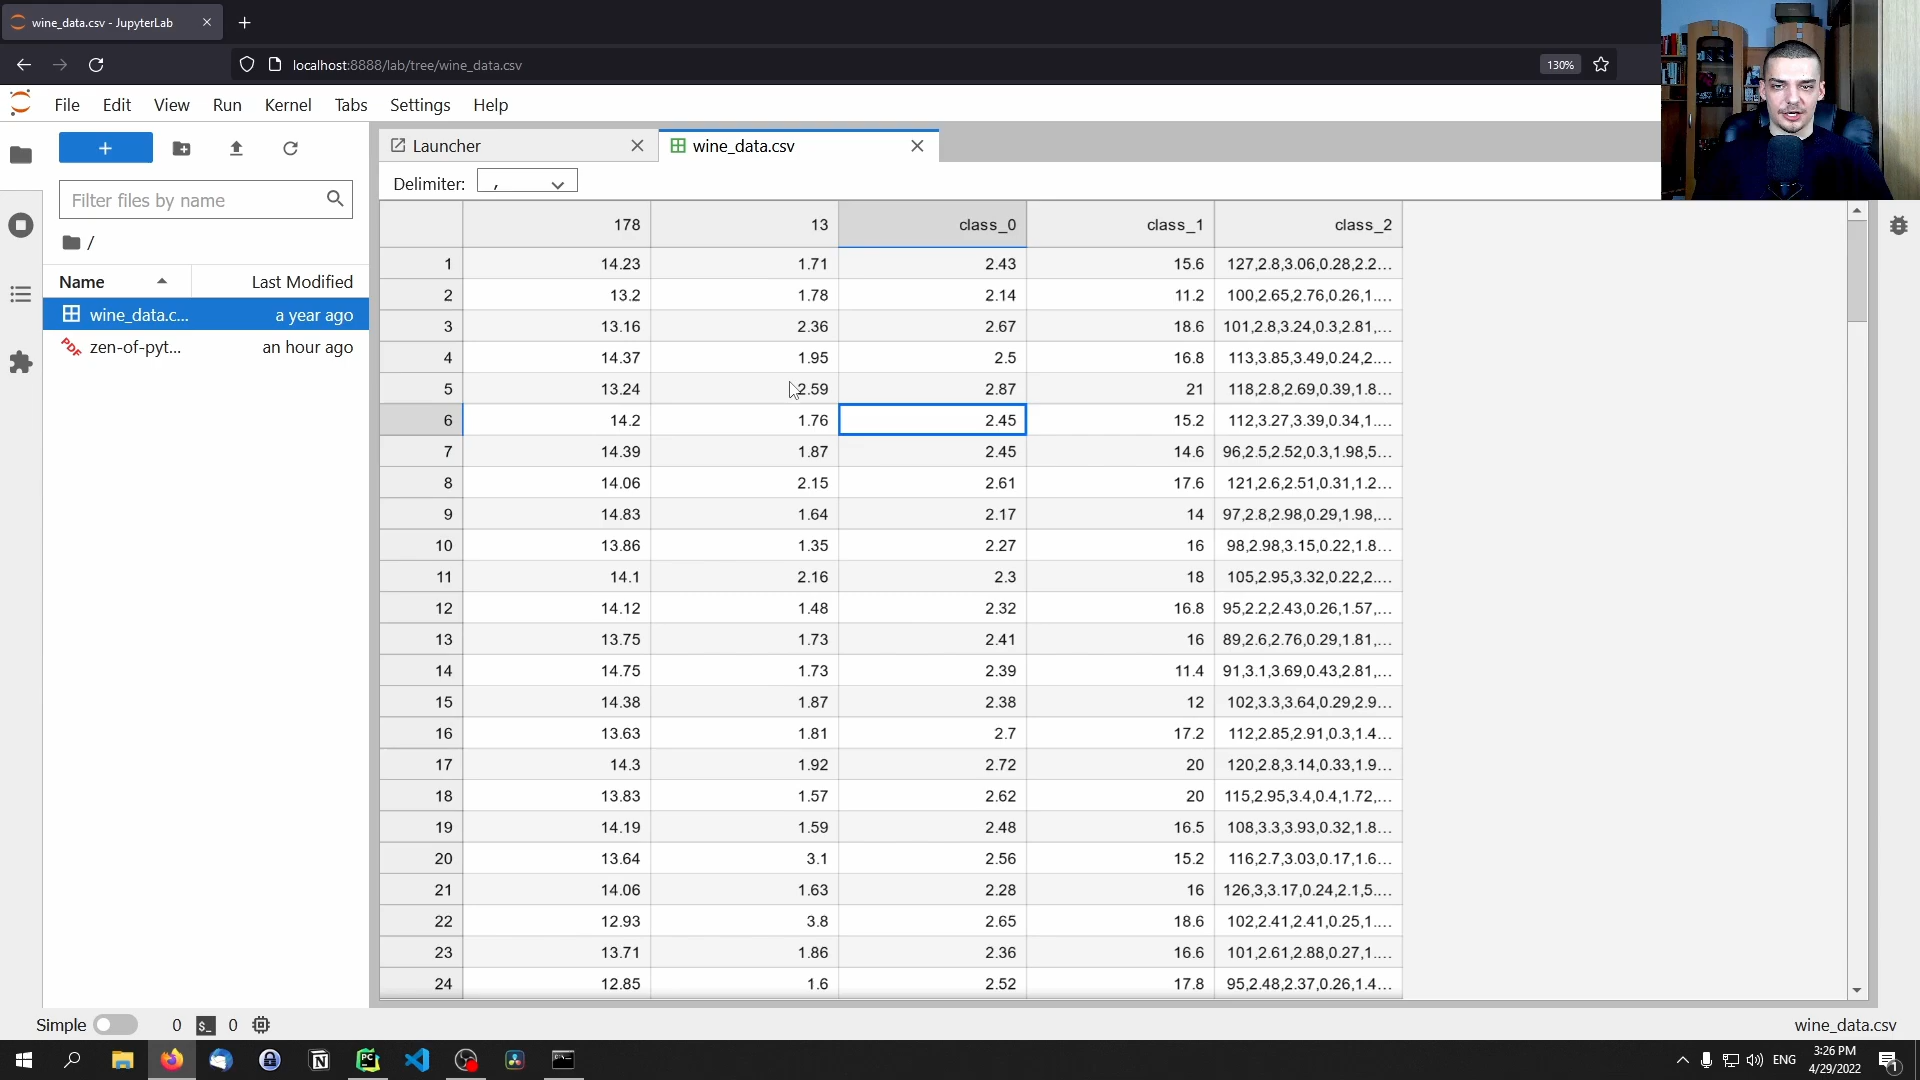 wine_data.csv - JupyterLab
localhost:8888/lab/tree/wine_data.csv
130%
File Edit View Run Kernel Tabs Settings Help
Launcher
wine_data.csv
Delimiter: ,
Filter files by name
/
Name Last Modified
wine_data.c... a year ago
PDF zen-of-pyt... an hour ago
178 13 class_0 class_1 class_2
1 14.23 1.71 2.43 15.6 127,2.8,3.06,0.28,2.2...
2 13.2 1.78 2.14 11.2 100,2.65,2.76,0.26,1....
3 13.16 2.36 2.67 18.6 101,2.8,3.24,0.3,2.81,...
4 14.37 1.95 2.5 16.8 113,3.85,3.49,0.24,2....
5 13.24 2.59 2.87 21 118,2.8,2.69,0.39,1.8...
6 14.2 1.76 2.45 15.2 112,3.27,3.39,0.34,1....
7 14.39 1.87 2.45 14.6 96,2.5,2.52,0.3,1.98,5...
8 14.06 2.15 2.61 17.6 121,2.6,2.51,0.31,1.2...
9 14.83 1.64 2.17 14 97,2.8,2.98,0.29,1.98,...
10 13.86 1.35 2.27 16 98,2.98,3.15,0.22,1.8...
11 14.1 2.16 2.3 18 105,2.95,3.32,0.22,2....
12 14.12 1.48 2.32 16.8 95,2.2,2.43,0.26,1.57,...
13 13.75 1.73 2.41 16 89,2.6,2.76,0.29,1.81,...
14 14.75 1.73 2.39 11.4 91,3.1,3.69,0.43,2.81,...
15 14.38 1.87 2.38 12 102,3.3,3.64,0.29,2.9...
16 13.63 1.81 2.7 17.2 112,2.85,2.91,0.3,1.4...
17 14.3 1.92 2.72 20 120,2.8,3.14,0.33,1.9...
18 13.83 1.57 2.62 20 115,2.95,3.4,0.4,1.72,...
19 14.19 1.59 2.48 16.5 108,3.3,3.93,0.32,1.8...
20 13.64 3.1 2.56 15.2 116,2.7,3.03,0.17,1.6...
21 14.06 1.63 2.28 16 126,3,3.17,0.24,2.1,5....
22 12.93 3.8 2.65 18.6 102,2.41,2.41,0.25,1....
23 13.71 1.86 2.36 16.6 101,2.61,2.88,0.27,1....
24 12.85 1.6 2.52 17.8 95,2.48,2.37,0.26,1.4...
Simple 0 $_ 0 wine_data.csv
ENG
3:26 PM
4/29/2022
1